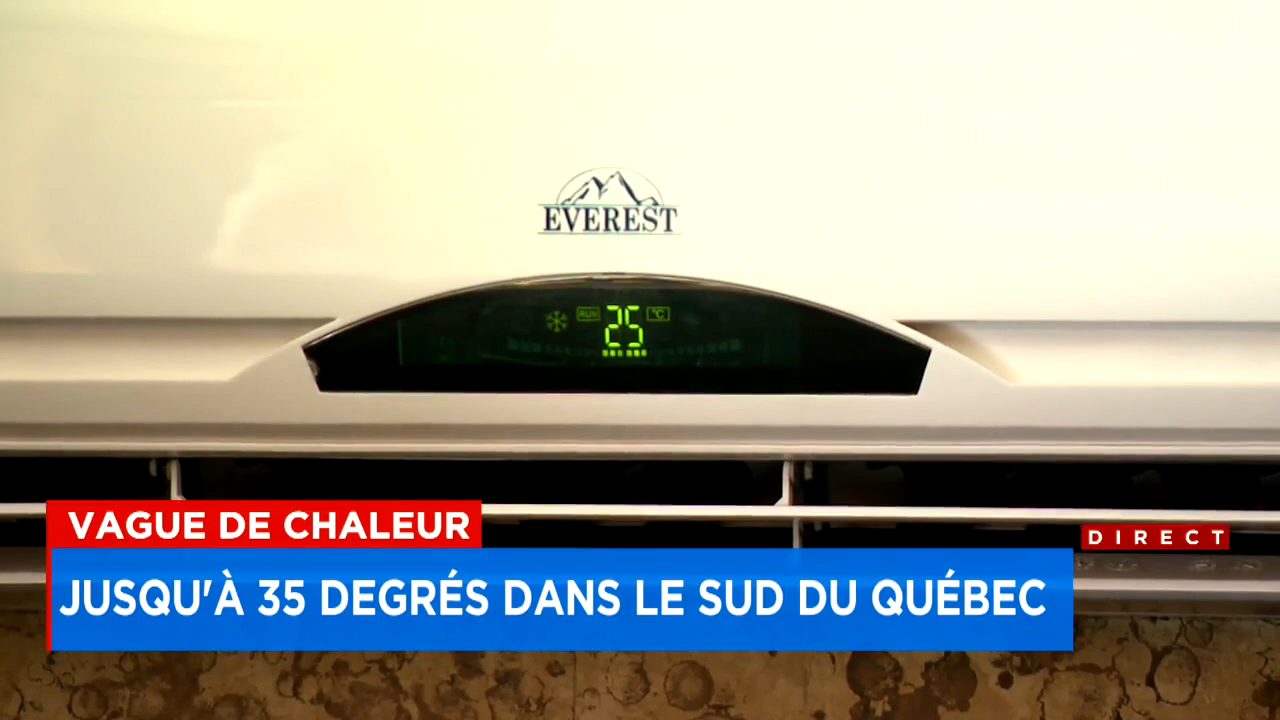 EVEREST
RUN 25 °C
VAGUE DE CHALEUR
DIRECT
JUSQU'À 35 DEGRÉS DANS LE SUD DU QUÉBEC